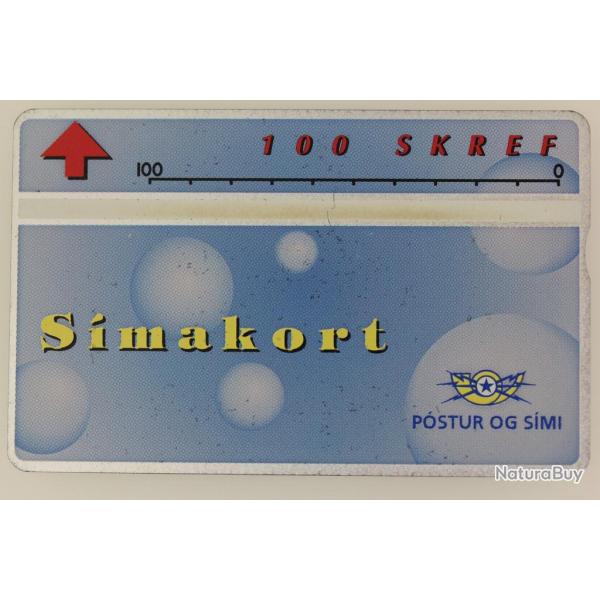 100 SKREF
100 0
Símakort
PÓSTUR OG SÍMI
NaturaBuy